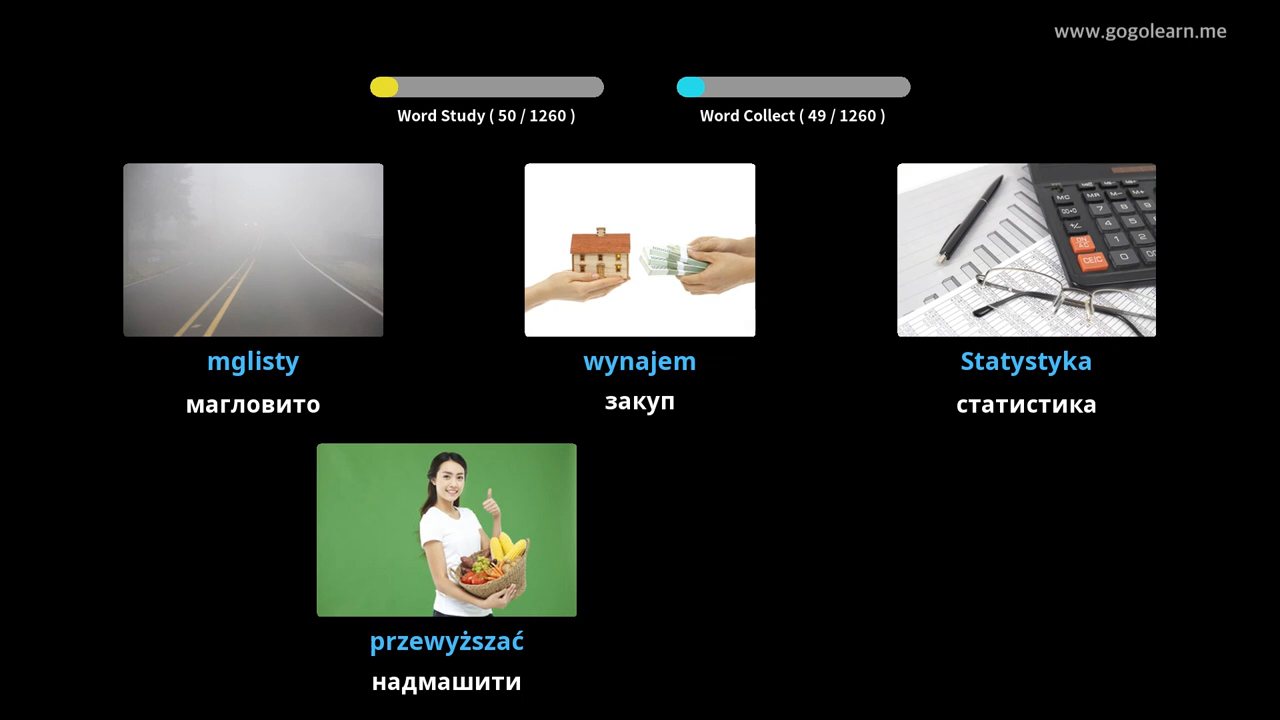 www.gogolearn.me
Word Study ( 50 / 1260 )
Word Collect ( 49 / 1260 )
mglisty
магловито
wynajem
закуп
Statystyka
статистика
przewyższać
надмашити